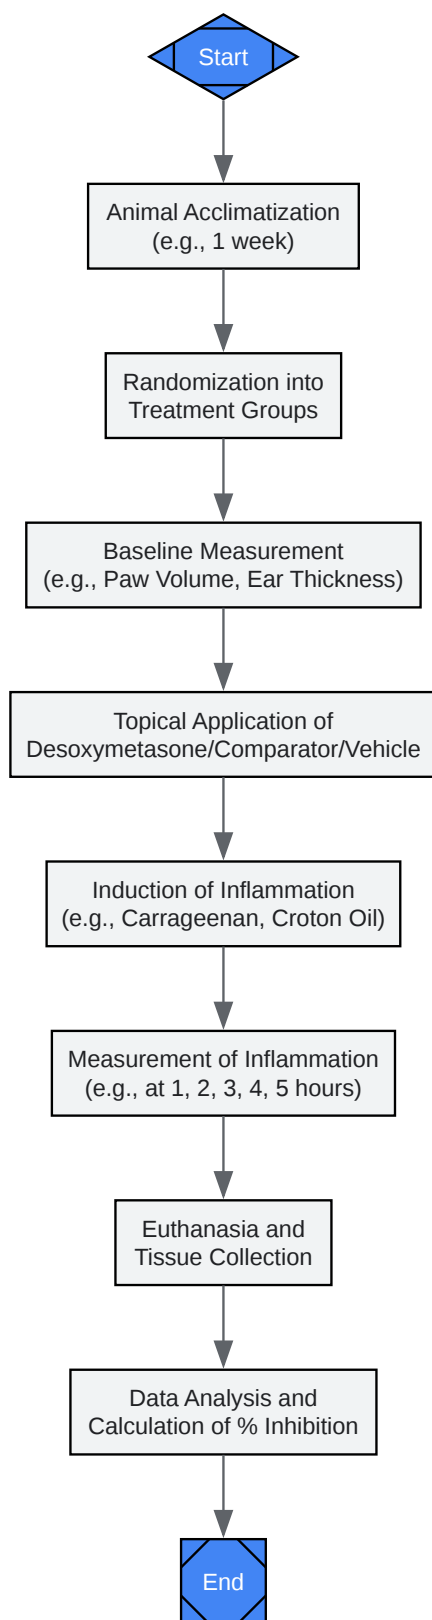 Start
Animal Acclimatization
(e.g., 1 week)
Randomization into
Treatment Groups
Baseline Measurement
(e.g., Paw Volume, Ear Thickness)
Topical Application of
Desoxymetasone/Comparator/Vehicle
Induction of Inflammation
(e.g., Carrageenan, Croton Oil)
Measurement of Inflammation
(e.g., at 1, 2, 3, 4, 5 hours)
Euthanasia and
Tissue Collection
Data Analysis and
Calculation of % Inhibition
End